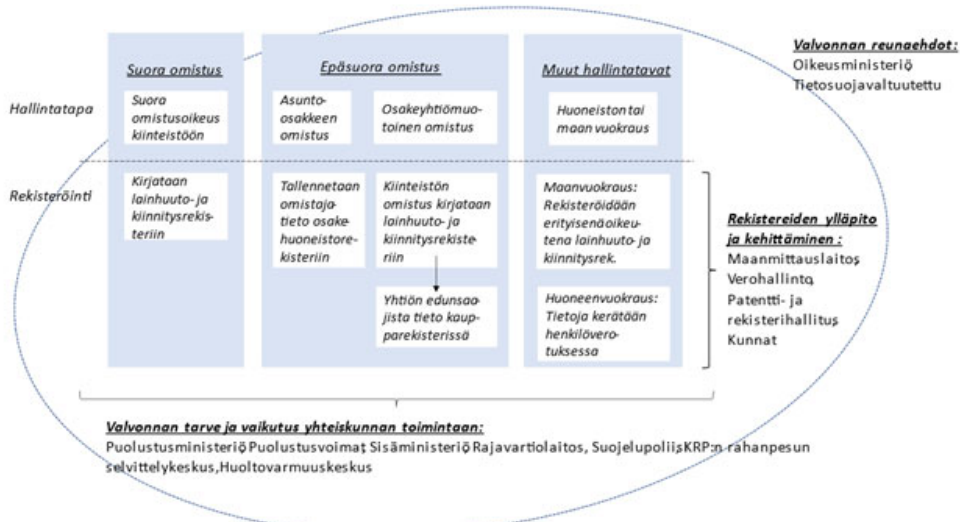 Suora omistus
Epäsuora omistus
Muut hallintatavat
Valvonnan reunaehdot:
Oikeusministeriö,
Tietosuojavaltuutettu
Hallintatapa
Suora
omistusoikeus
kiinteistöön
Asunto-
osakkeen
omistus
Osakeyhtiömuo-
toinen omistus
Huoneiston tai
maan vuokraus
Rekisteröinti
Kirjataan
lainhuuto- ja
kiinnitysrekis-
teriin
Tallennetaan
omistaja-
tieto osake-
huoneistore-
kisteriin
Kiinteistön
omistus kirjataan
lainhuuto- ja
kiinnitysrekiste-
riin
Yhtiön edunsaa-
jista tieto kaup-
parekisterissä
Maanvuokraus:
Rekisteröidään
erityisenäoikeu-
tena lainhuuto- ja
kiinnitysrek.
Huoneenvuokraus:
Tietoja kerätään
henkilövero-
tuksessa
Rekistereiden ylläpito
ja kehittäminen :
Maanmittauslaitos,
Verohallinto,
Patentti- ja
rekisterihallitus,
Kunnat
Valvonnan tarve ja vaikutus yhteiskunnan toimintaan:
Puolustusministeriö, Puolustusvoimat, Sisäministeriö, Rajavartiolaitos, Suojelupoliisi, KRP:n rahanpesun
selvittelykeskus, Huoltovarmuuskeskus